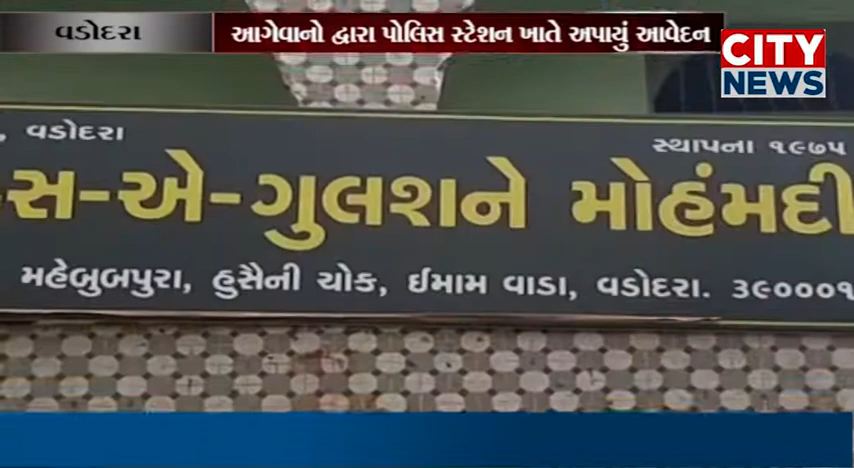 વડોદરા
આગેવાનો દ્વારા પોલિસ સ્ટેશન ખાતે અપાયું આવેદન
CITY
NEWS
, વડોદરા
સ્થાપના ૧૯૭૫
-સ-એ-ગુલશને મોહંમદી
મહેબુબપુરા, હુસૈની ચોક, ઈમામ વાડા, વડોદરા. ૩૯૦૦૦૧